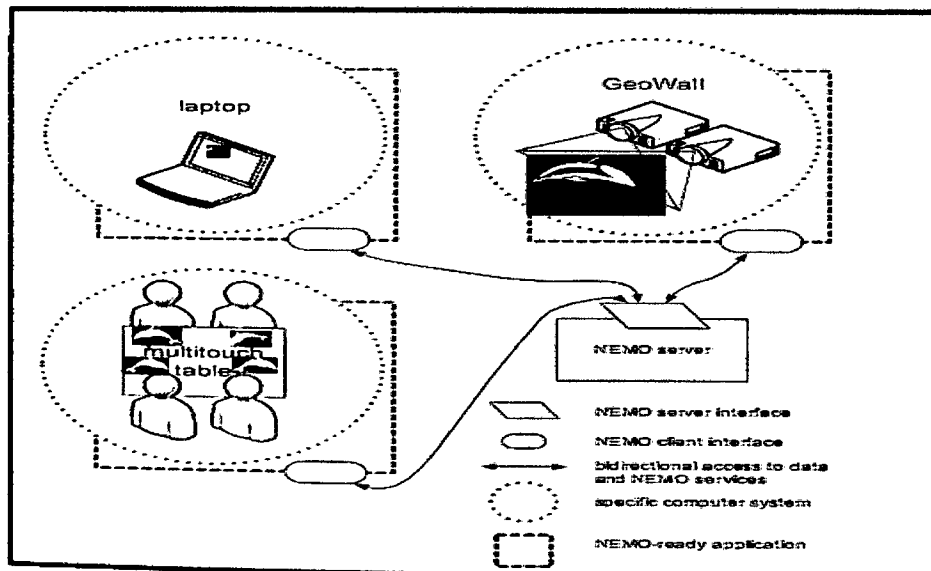 laptop
GeoWall
multitouch
table
NEMO server
NEMO server interface
NEMO client interface
bidirectional access to data
and NEMO services
specific computer system
NEMO-ready application